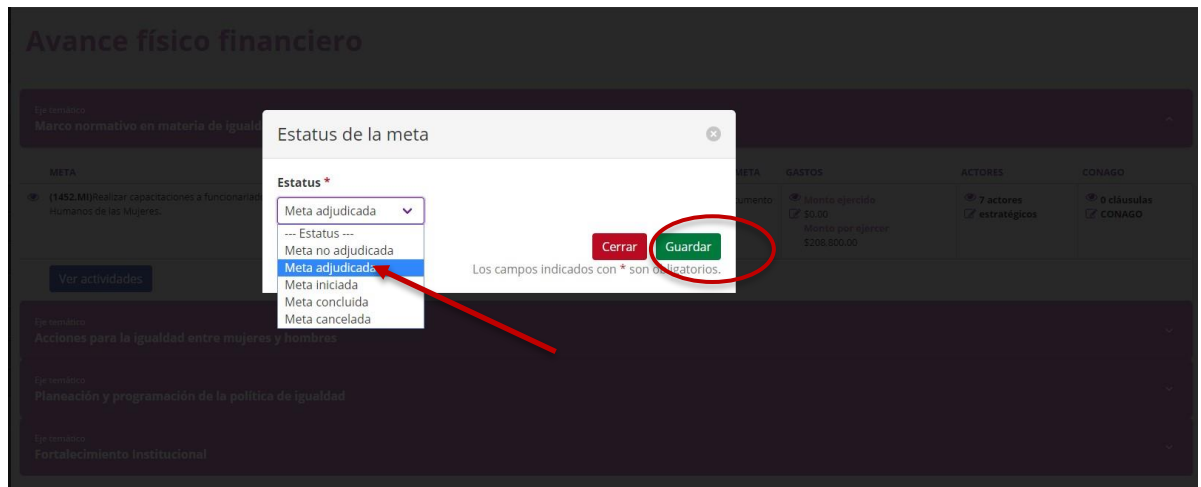 Avance físico financiero
Eje temático
Marco normativo en materia de iguald
Estatus de la meta
META
META GASTOS ACTORES CONAGO
(1452.MI)Realizar capacitaciones a funcionariado
Humanos de las Mujeres.
Estatus *
Meta adjudicada
--- Estatus ---
Meta no adjudicada
Meta adjudicada
Meta iniciada
Meta concluida
Meta cancelada
Cerrar Guardar
Los campos indicados con * son obligatorios.
umento
Monto ejercido
$0.00
Monto por ejercer
7 actores
estratégicos
0 cláusulas
CONAGO
Ver actividades
Eje temático
Acciones para la igualdad entre mujeres y hombres
Eje temático
Planeación y programación de la política de igualdad
Eje temático
Fortalecimiento Institucional